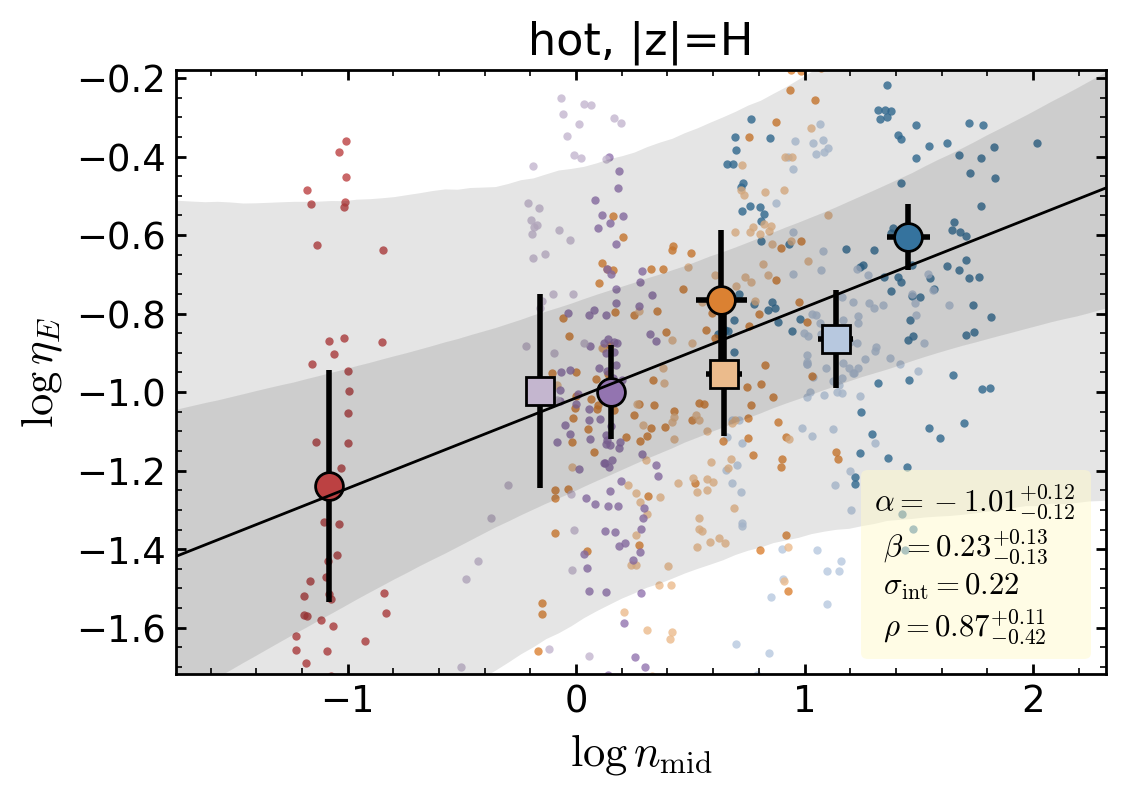 hot, |z|=H
−0.2
−0.4
−0.6
−0.8
−1.0
−1.2
−1.4
−1.6
log η_E
α = −1.01^{+0.12}_{−0.12}
β = 0.23^{+0.13}_{−0.13}
σ_int = 0.22
ρ = 0.87^{+0.11}_{−0.42}
−1 0 1 2
log n_mid